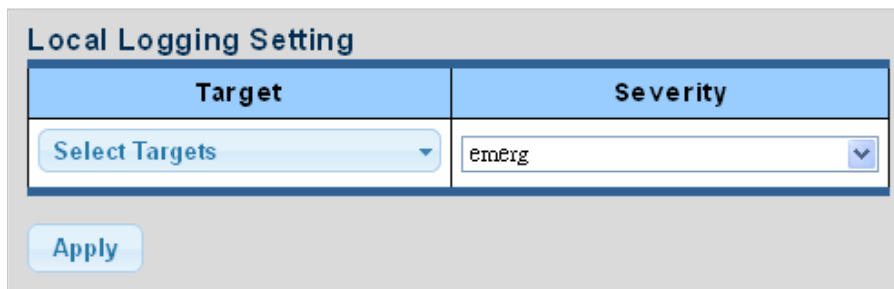 Local Logging Setting
Target Severity
Select Targets emerg
Apply